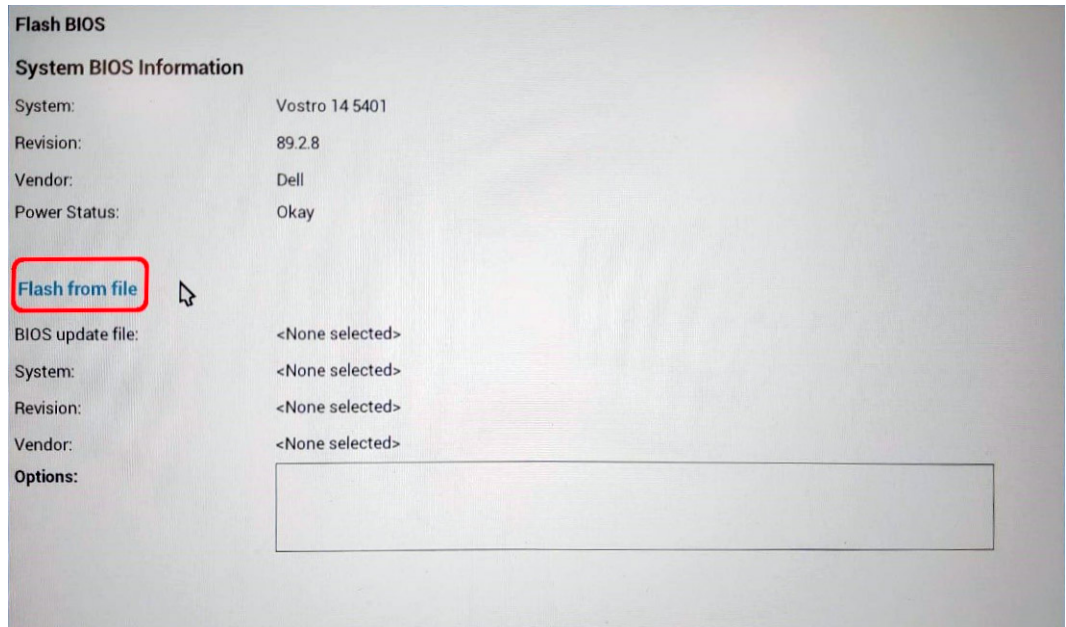 Flash BIOS
System BIOS Information
System: Vostro 14 5401
Revision: 89.2.8
Vendor: Dell
Power Status: Okay
Flash from file
BIOS update file: <None selected>
System: <None selected>
Revision: <None selected>
Vendor: <None selected>
Options: